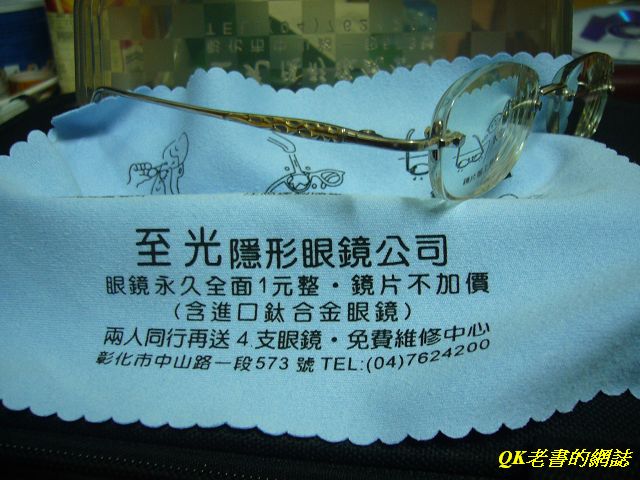 至光隱形眼鏡公司
眼鏡永久全面1元整・鏡片不加價
(含進口鈦合金眼鏡)
兩人同行再送4支眼鏡・免費維修中心
彰化市中山路一段573號 TEL:(04)7624200
QK老書的網誌